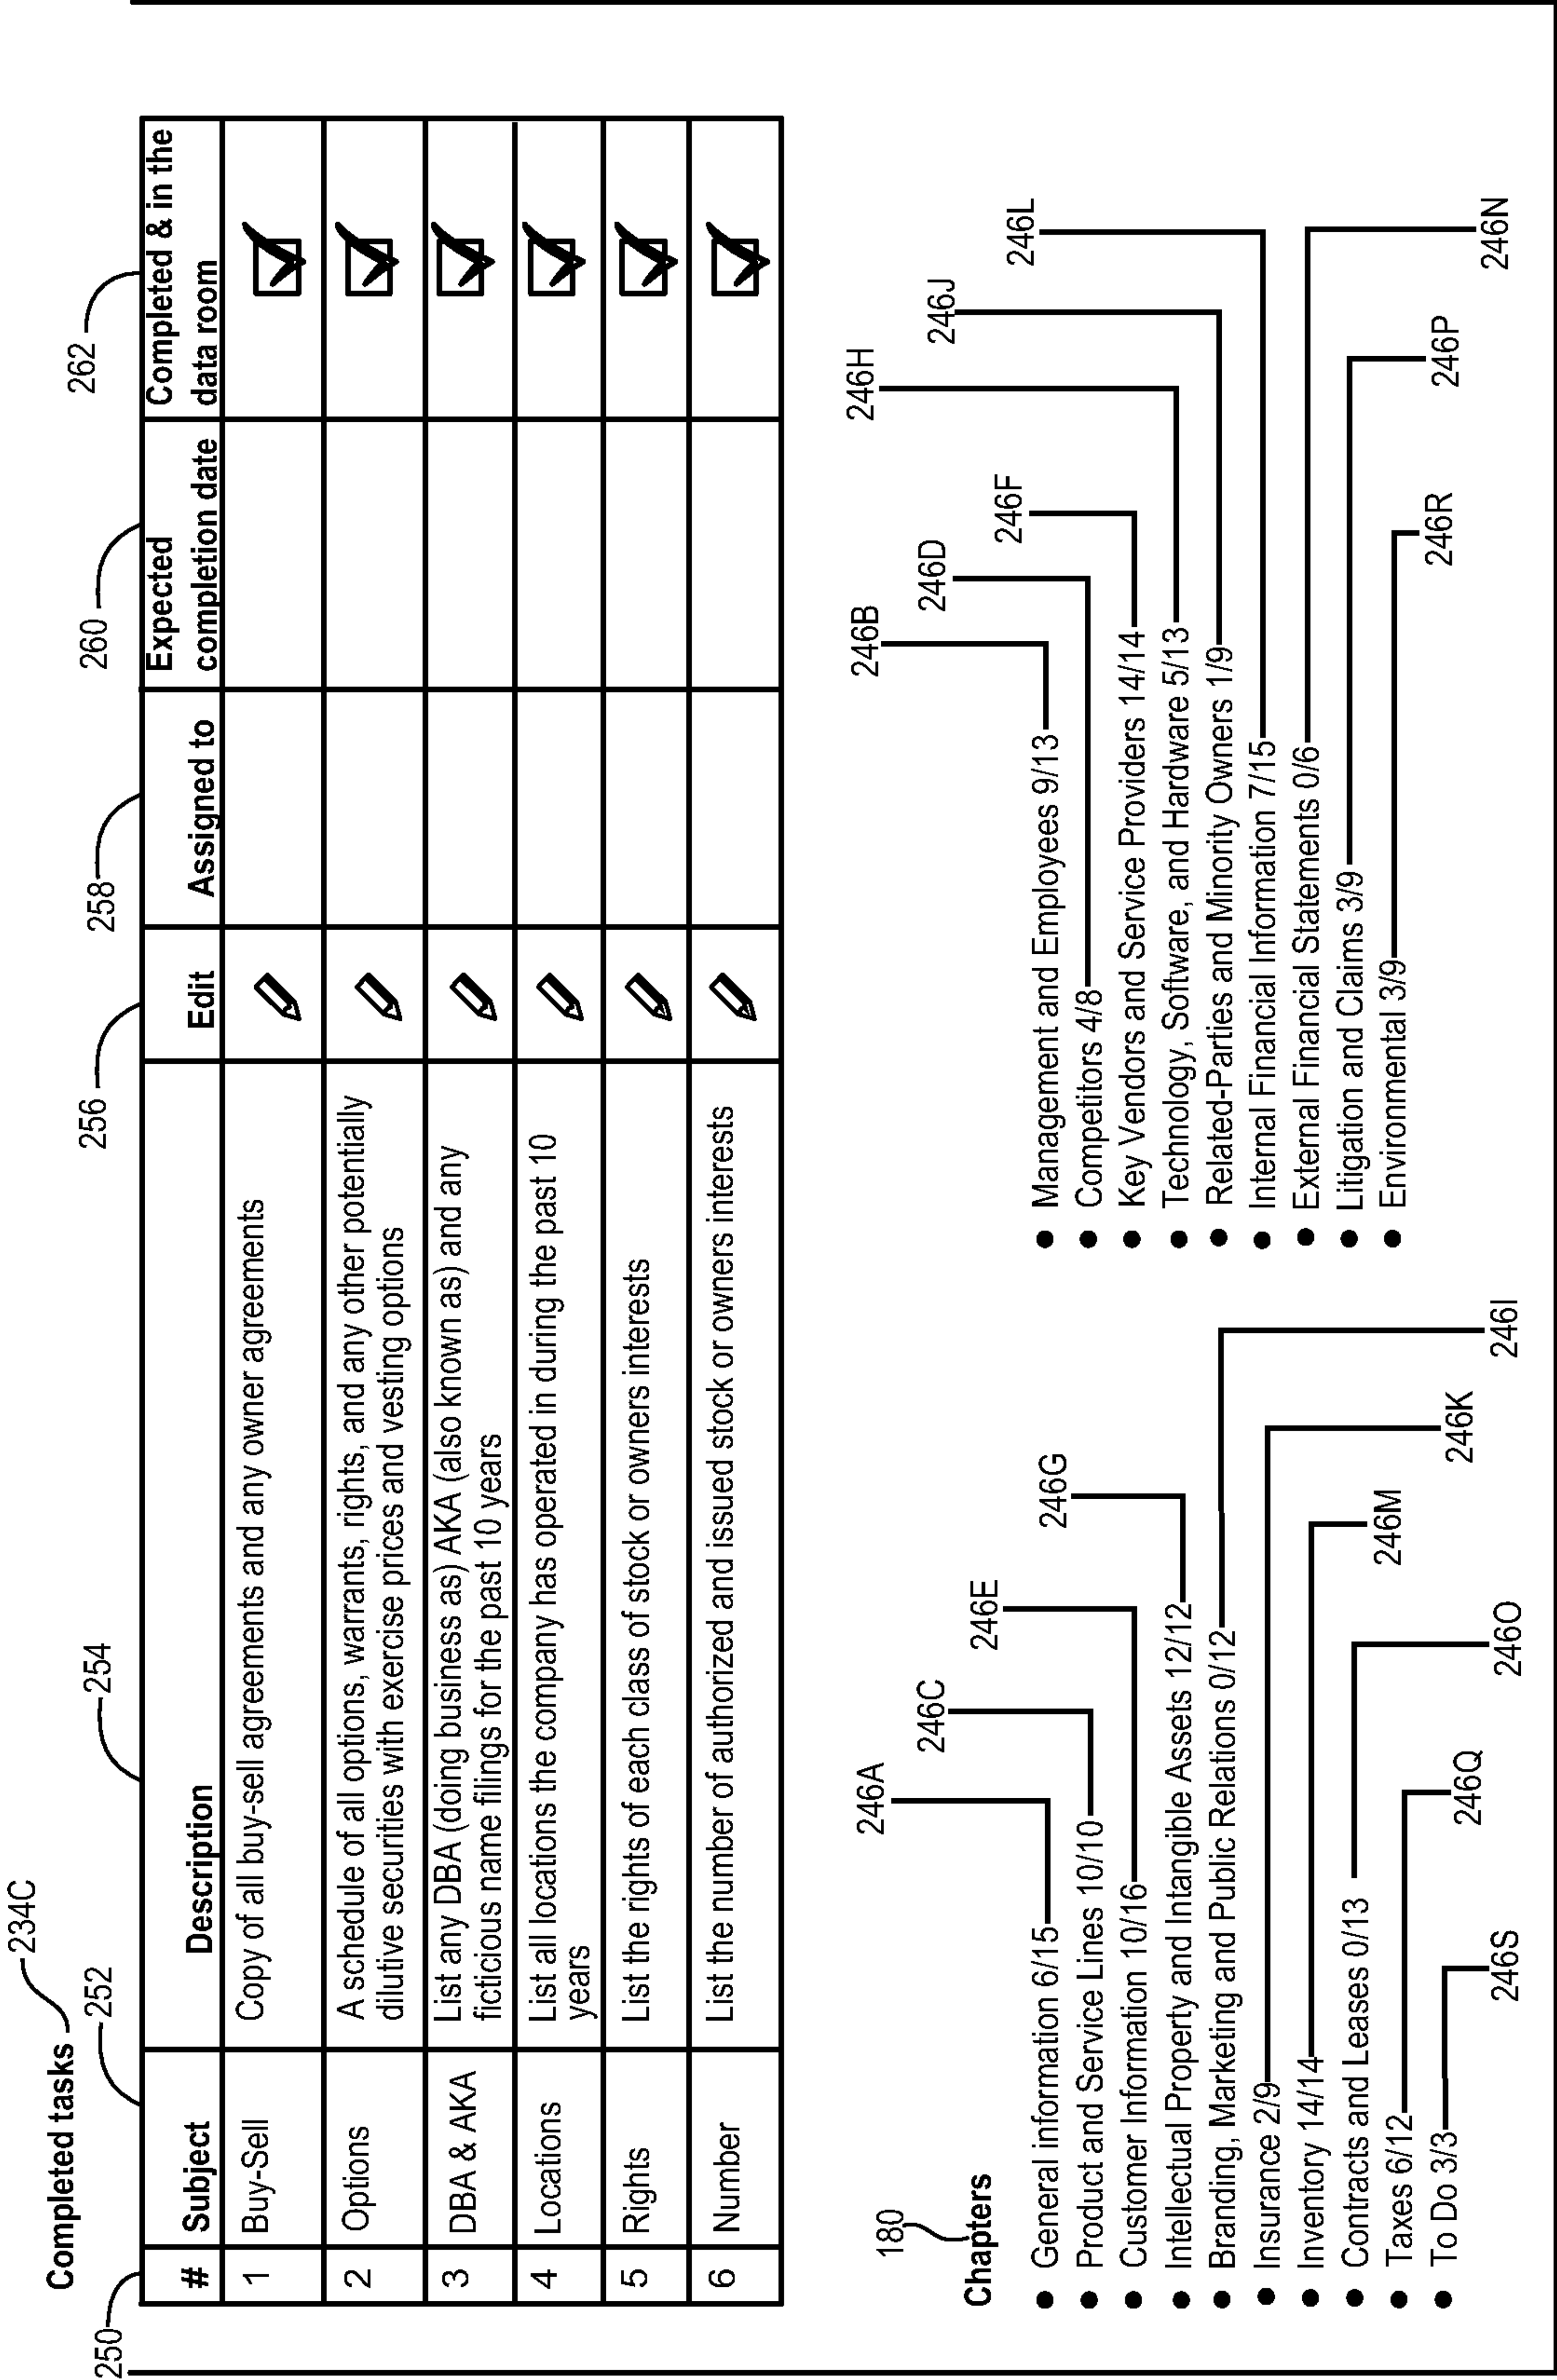 Completed tasks 234C
250
252
254
256
258
260
262
# Subject Description Edit Assigned to Expected completion date Completed & in the data room
1 Buy-Sell Copy of all buy-sell agreements and any owner agreements
2 Options A schedule of all options, warrants, rights, and any other potentially
dilutive securities with exercise prices and vesting options
3 DBA & AKA List any DBA (doing business as) AKA (also known as) and any
ficticious name filings for the past 10 years
4 Locations List all locations the company has operated in during the past 10
years
5 Rights List the rights of each class of stock or owners interests
6 Number List the number of authorized and issued stock or owners interests
180
Chapters
246A
246C
246E
246G
General information 6/15
Product and Service Lines 10/10
Customer Information 10/16
Intellectual Property and Intangible Assets 12/12
Branding, Marketing and Public Relations 0/12
Insurance 2/9
Inventory 14/14
Contracts and Leases 0/13
Taxes 6/12
To Do 3/3
246S
246Q
246O
246M
246K
246I
246B
246D
246F
246H
246J
246L
Management and Employees 9/13
Competitors 4/8
Key Vendors and Service Providers 14/14
Technology, Software, and Hardware 5/13
Related-Parties and Minority Owners 1/9
Internal Financial Information 7/15
External Financial Statements 0/6
Litigation and Claims 3/9
Environmental 3/9
246R
246P
246N